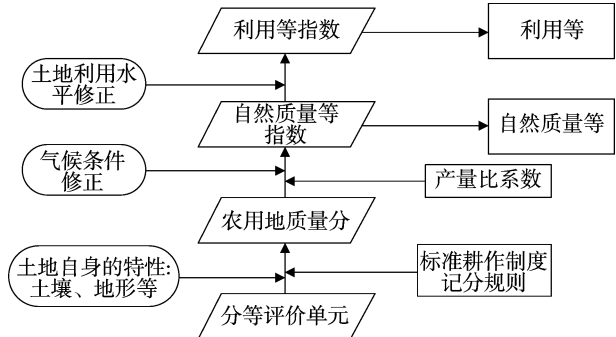 利用等指数
利用等
土地利用水
平修正
自然质量等
指数
自然质量等
气候条件
修正
产量比系数
农用地质量分
土地自身的特性:
土壤、地形等
标准耕作制度
记分规则
分等评价单元